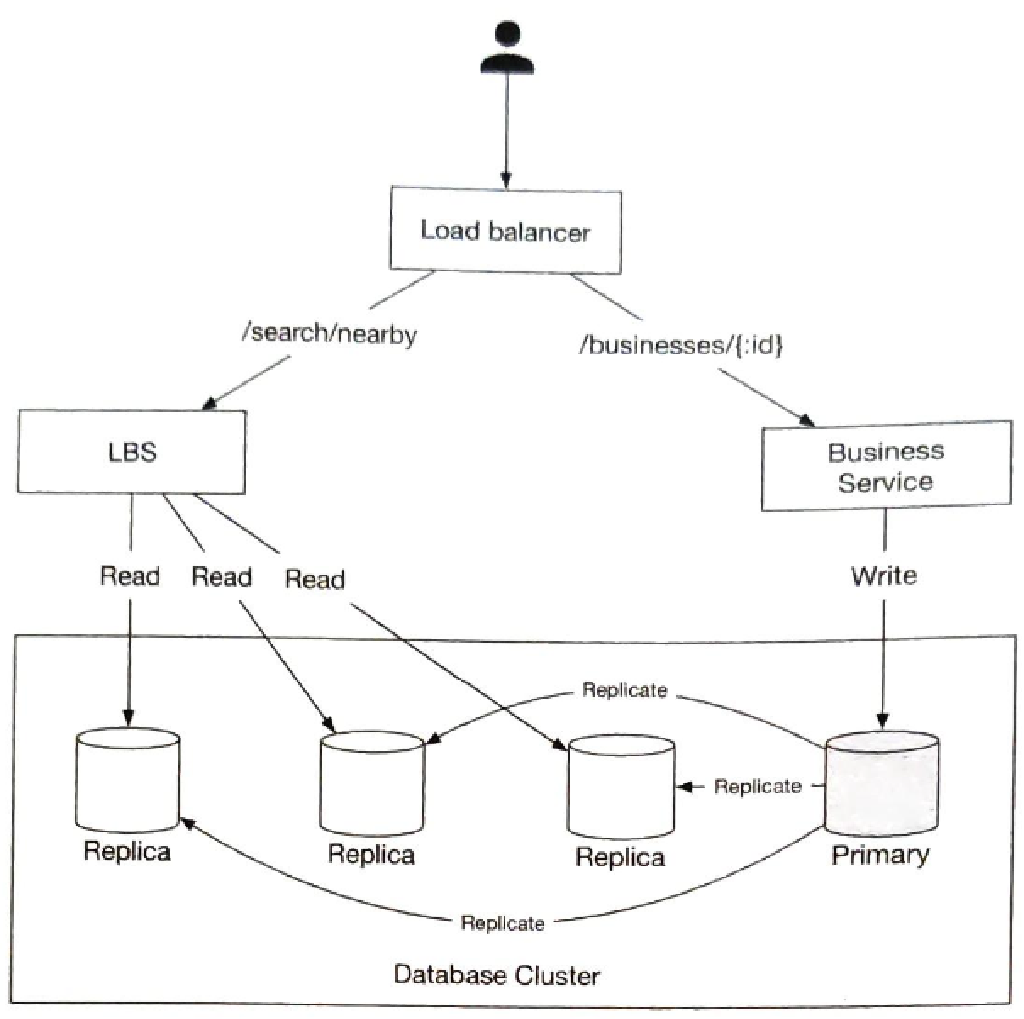 Load balancer
/search/nearby
/businesses/{:id}
LBS
Business
Service
Read
Read
Read
Write
Replicate
Replicate
Replica
Replica
Replica
Primary
Replicate
Database Cluster